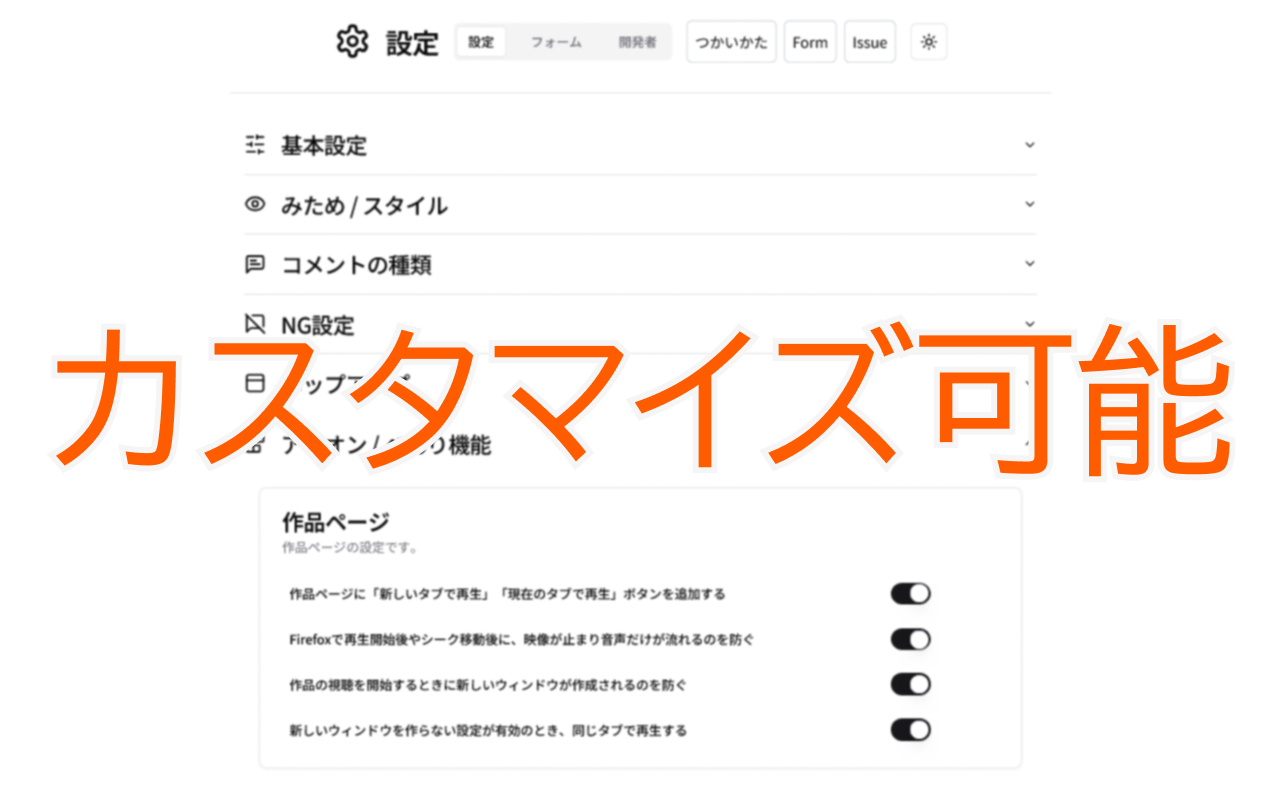 設定 設定 フォーム 開発者 つかいかた Form Issue
基本設定
みため / スタイル
コメントの種類
NG設定
カスタマイズ可能
機能
作品ページ
作品ページの設定です。
作品ページに「新しいタブで再生」「現在のタブで再生」ボタンを追加する
Firefoxで再生開始後やシーク移動後に、映像が止まり音声だけが流れるのを防ぐ
作品の視聴を開始するときに新しいウィンドウが作成されるのを防ぐ
新しいウィンドウを作らない設定が有効のとき、同じタブで再生する